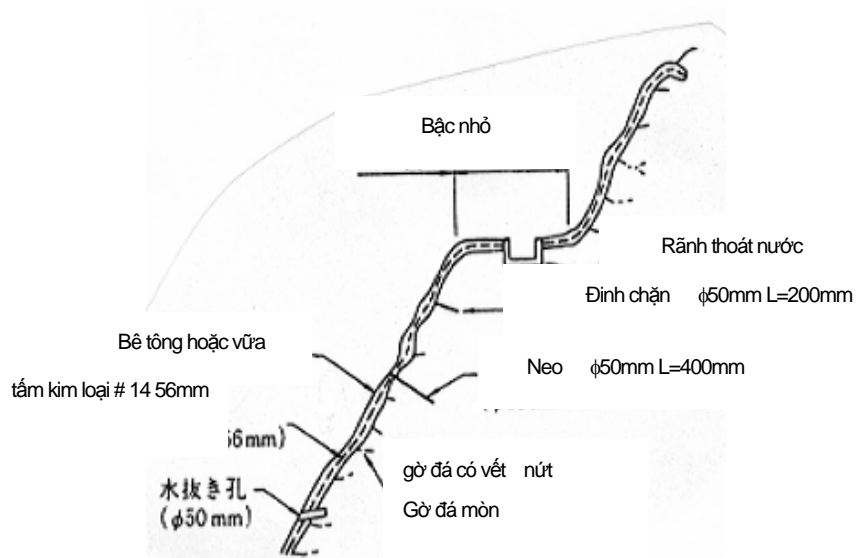 Bậc nhỏ
Rãnh thoát nước
Đinh chặn ϕ50mm L=200mm
Bê tông hoặc vữa
Neo ϕ50mm L=400mm
tấm kim loại # 14 56mm
6mm)
gờ đá có vết nứt
水抜き孔
(φ50mm)
Gờ đá mòn